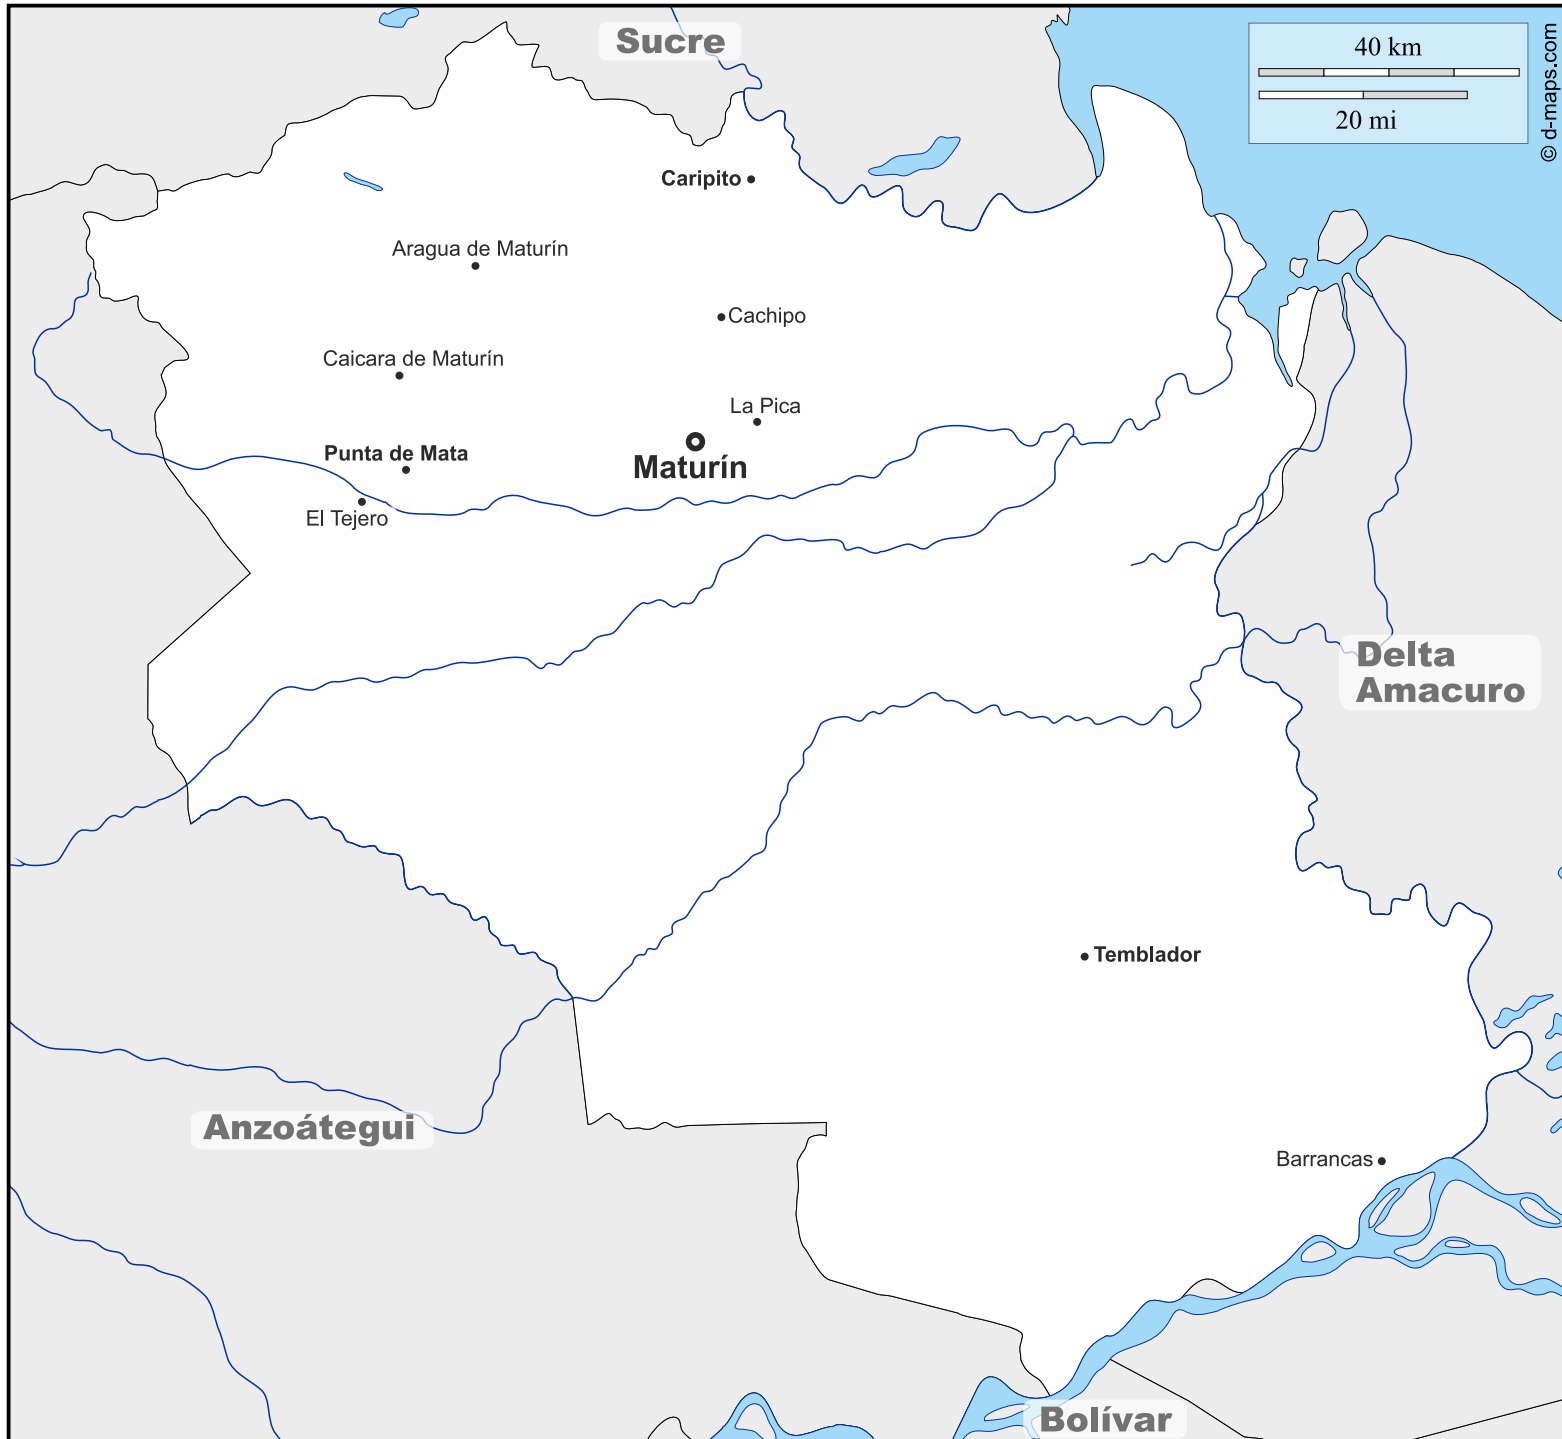 Sucre
40 km
20 mi
© d-maps.com
Caripito
Aragua de Maturín
Cachipo
Caicara de Maturín
La Pica
Punta de Mata
Maturín
El Tejero
Delta
Amacuro
Temblador
Anzoátegui
Barrancas
Bolívar